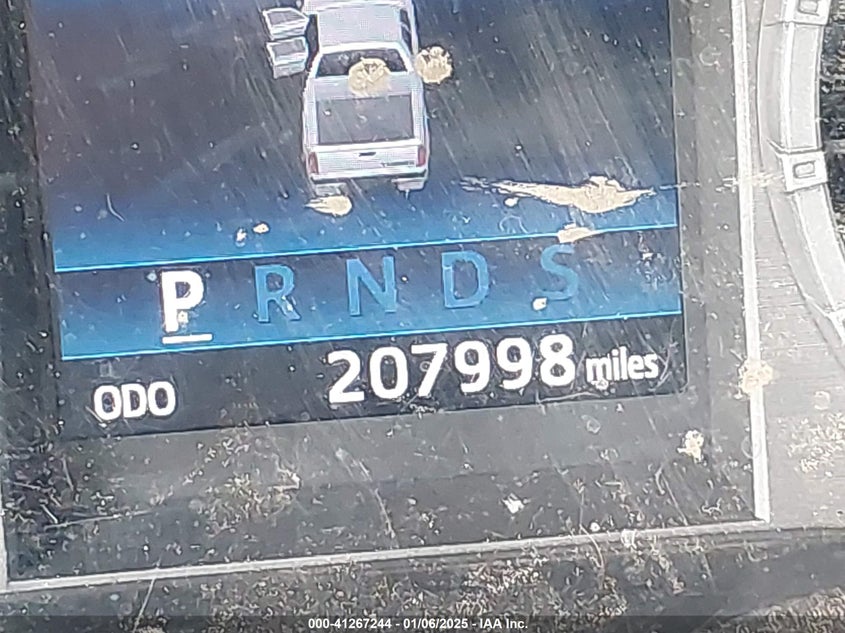 P R N D S
ODO 207998 miles
000-41267244 - 01/06/2025 - IAA Inc.